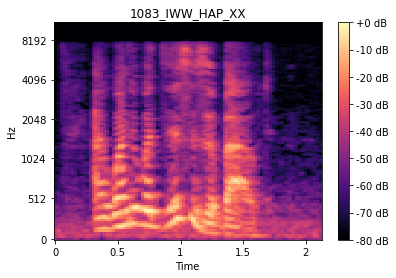 1083_IWW_HAP_XX
+0 dB
8192
-10 dB
4096
-20 dB
-30 dB
2048
-40 dB
Hz
1024
-50 dB
512
-60 dB
-70 dB
0
-80 dB
0 0.5 1 1.5 2
Time